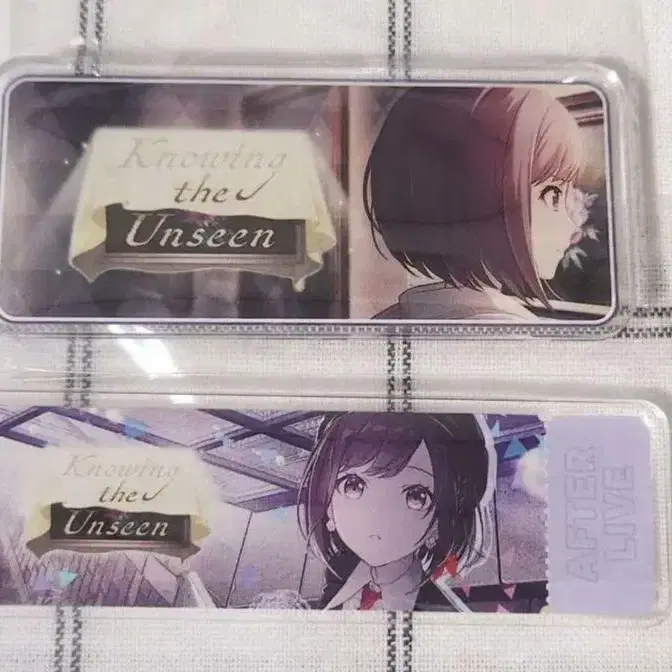 Knowing
the
Unseen
Knowing
the
Unseen
AFTER
LIVE